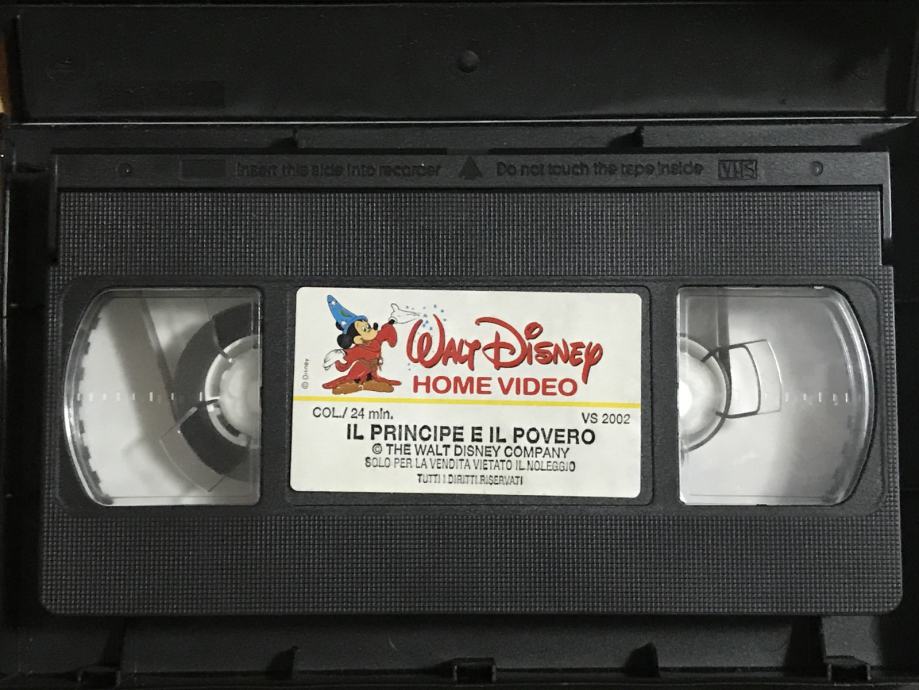 Insert this side into recorder ▲ Do not touch the tape inside VHS
© Disney
WALT DISNEY
HOME VIDEO
COL./ 24 min. VS 2002
IL PRINCIPE E IL POVERO
© THE WALT DISNEY COMPANY
SOLO PER LA VENDITA VIETATO IL NOLEGGIO
TUTTI I DIRITTI RISERVATI